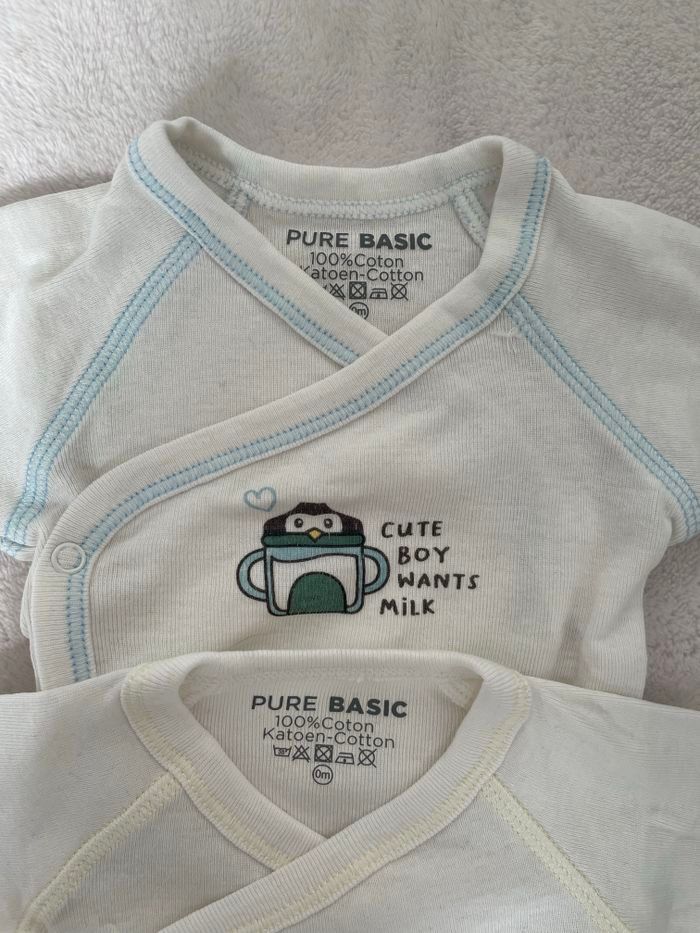 PURE BASIC
100%Coton
Katoen-Cotton
0m
CUTE
BOY
WANTS
MiLK
PURE BASIC
100%Coton
Katoen-Cotton
0m